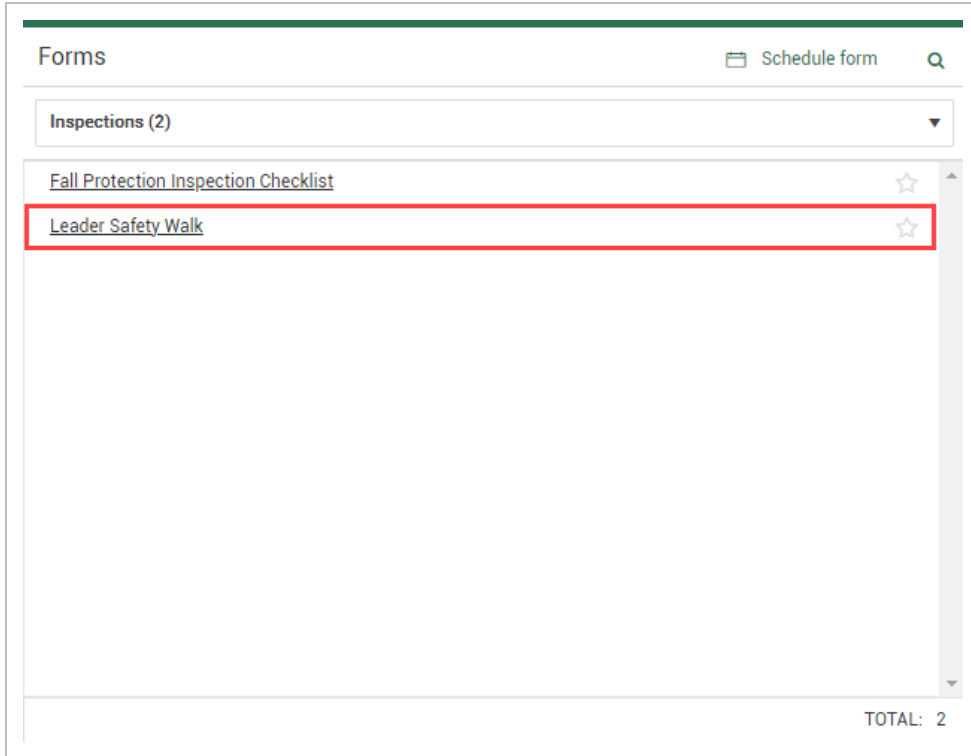 Forms
Schedule form
Inspections (2)
Fall Protection Inspection Checklist
Leader Safety Walk
TOTAL: 2